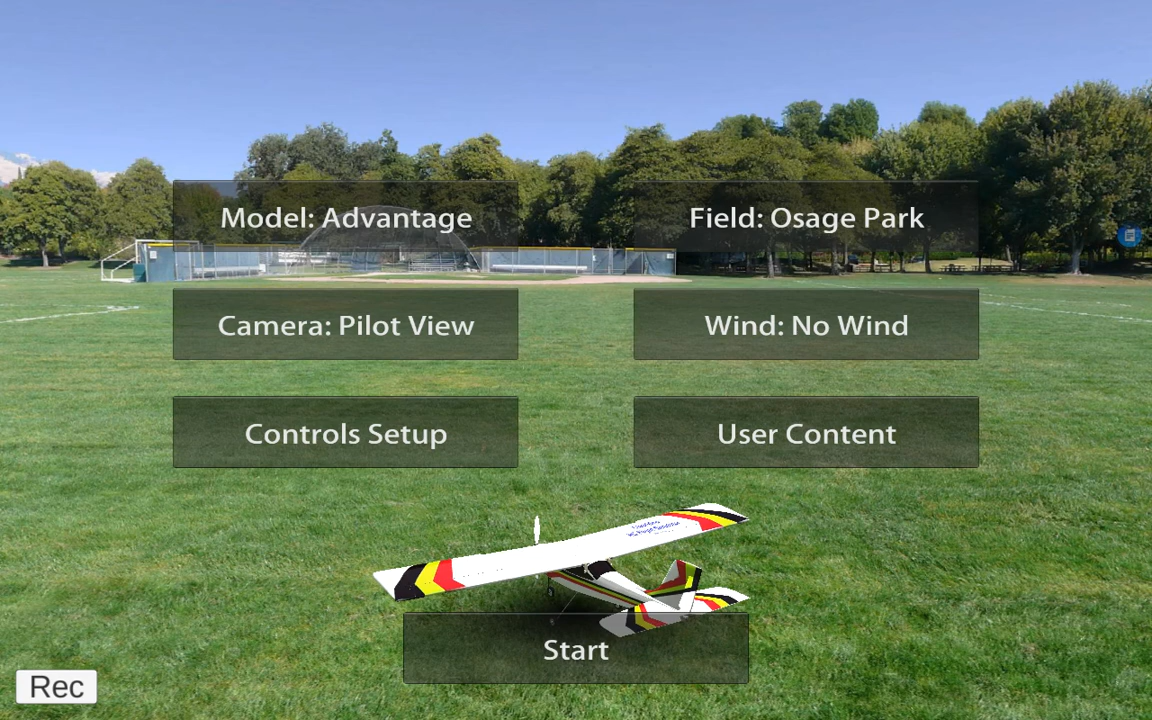 Model: Advantage
Field: Osage Park
Camera: Pilot View
Wind: No Wind
Controls Setup
User Content
Start
Rec